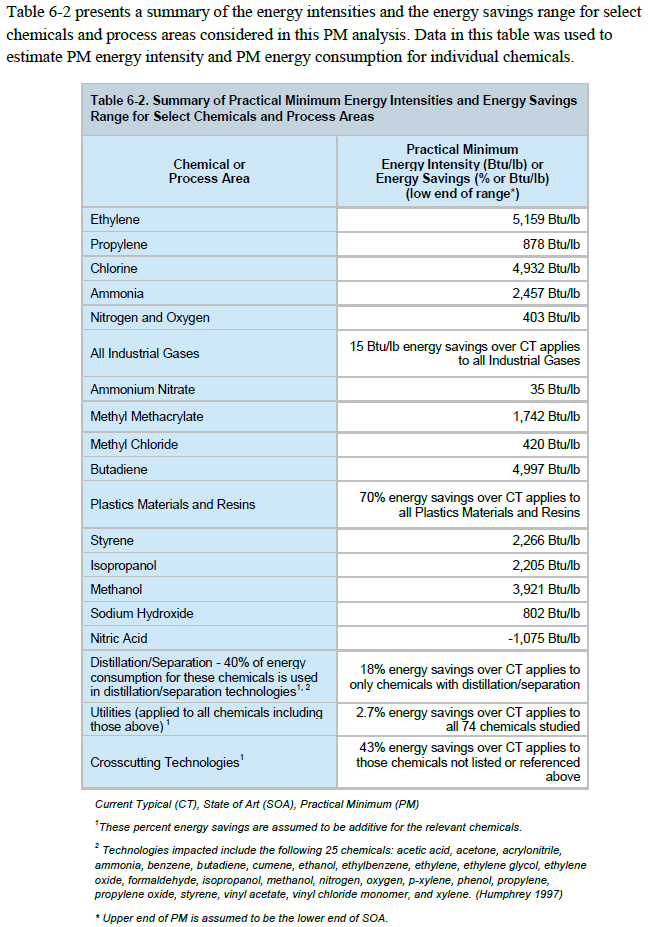 Table 6-2 presents a summary of the energy intensities and the energy savings range for select
chemicals and process areas considered in this PM analysis. Data in this table was used to
estimate PM energy intensity and PM energy consumption for individual chemicals.
Table 6-2. Summary of Practical Minimum Energy Intensities and Energy Savings
Range for Select Chemicals and Process Areas
Chemical or
Process Area
Practical Minimum
Energy Intensity (Btu/lb) or
Energy Savings (% or Btu/lb)
(low end of range*)
Ethylene 5,159 Btu/lb
Propylene 878 Btu/lb
Chlorine 4,932 Btu/lb
Ammonia 2,457 Btu/lb
Nitrogen and Oxygen 403 Btu/lb
All Industrial Gases
15 Btu/lb energy savings over CT applies
to all Industrial Gases
Ammonium Nitrate 35 Btu/lb
Methyl Methacrylate 1,742 Btu/lb
Methyl Chloride 420 Btu/lb
Butadiene 4,997 Btu/lb
Plastics Materials and Resins
70% energy savings over CT applies to
all Plastics Materials and Resins
Styrene 2,266 Btu/lb
Isopropanol 2,205 Btu/lb
Methanol 3,921 Btu/lb
Sodium Hydroxide 802 Btu/lb
Nitric Acid -1,075 Btu/lb
Distillation/Separation - 40% of energy
consumption for these chemicals is used
in distillation/separation technologies1, 2
18% energy savings over CT applies to
only chemicals with distillation/separation
Utilities (applied to all chemicals including
those above) 1
2.7% energy savings over CT applies to
all 74 chemicals studied
Crosscutting Technologies1
43% energy savings over CT applies to
those chemicals not listed or referenced
above
Current Typical (CT), State of Art (SOA), Practical Minimum (PM)
1These percent energy savings are assumed to be additive for the relevant chemicals.
2 Technologies impacted include the following 25 chemicals: acetic acid, acetone, acrylonitrile,
ammonia, benzene, butadiene, cumene, ethanol, ethylbenzene, ethylene, ethylene glycol, ethylene
oxide, formaldehyde, isopropanol, methanol, nitrogen, oxygen, p-xylene, phenol, propylene,
propylene oxide, styrene, vinyl acetate, vinyl chloride monomer, and xylene. (Humphrey 1997)
* Upper end of PM is assumed to be the lower end of SOA.